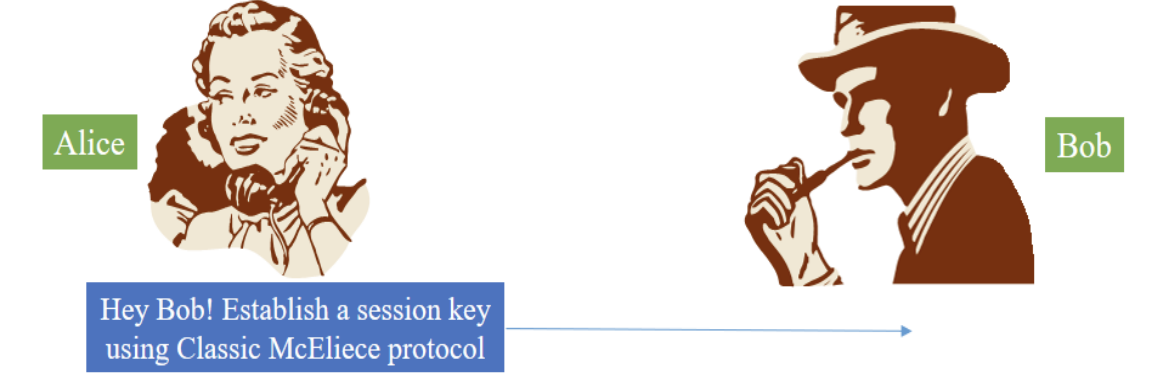 Alice
Bob
Hey Bob! Establish a session key
using Classic McEliece protocol